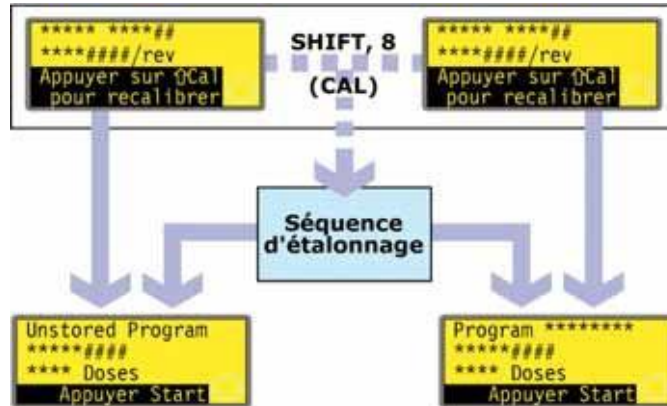 ***** ****##
****####/rev
Appuyer sur ⇧Cal
pour recalibrer
SHIFT, 8
(CAL)
***** ****##
****####/rev
Appuyer sur ⇧Cal
pour recalibrer
Séquence
d'étalonnage
Unstored Program
*****####
**** Doses
Appuyer Start
Program ********
*****####
**** Doses
Appuyer Start